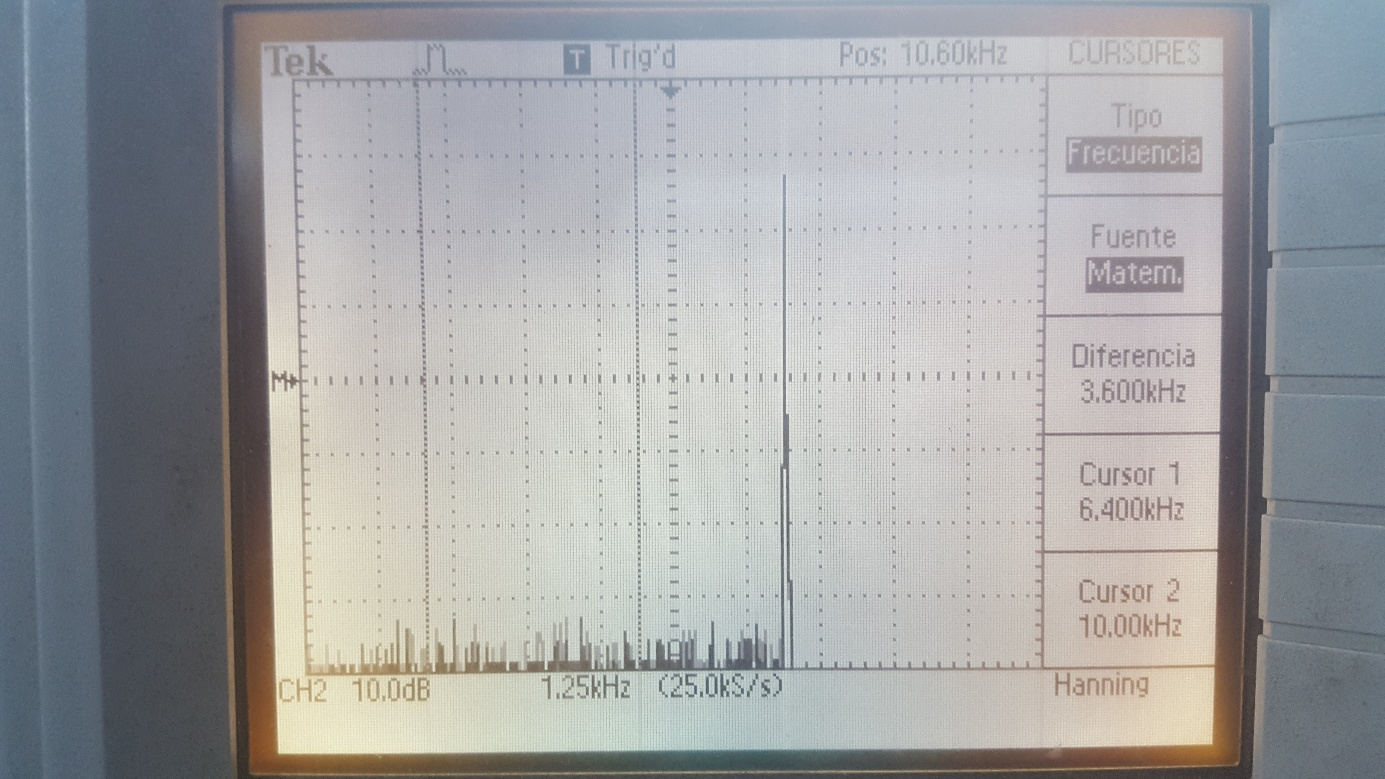 Tek T Trig'd Pos: 10.60kHz CURSORES
Tipo
Frecuencia
Fuente
Matem.
M
Diferencia
3.600kHz
Cursor 1
6.400kHz
Cursor 2
10.00kHz
CH2 10.0dB 1.25kHz (25.0kS/s) Hanning